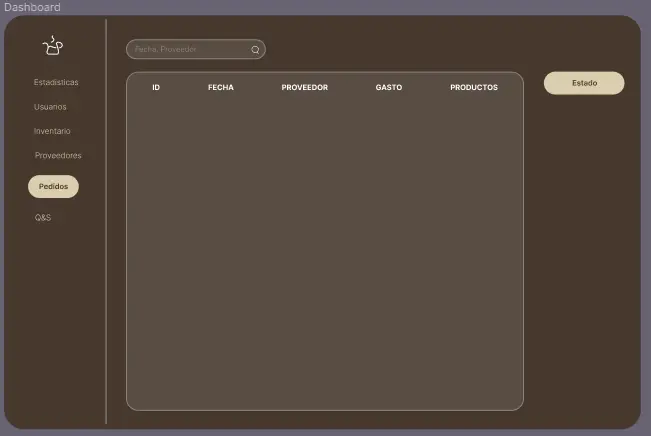 Dashboard
Estadísticas
Usuarios
Inventario
Proveedores
Pedidos
Q&S
Fecha, Proveedor
ID FECHA PROVEEDOR GASTO PRODUCTOS
Estado